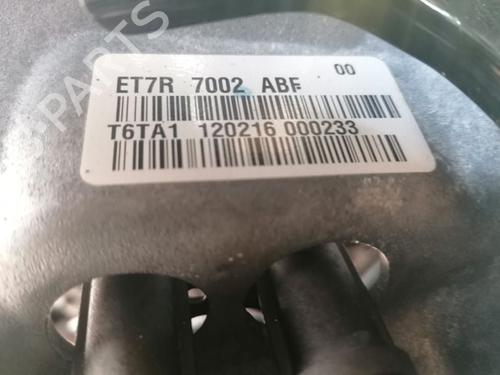 00
ET7R 7002 ABF
T6TA1 120216 000233
PARTS